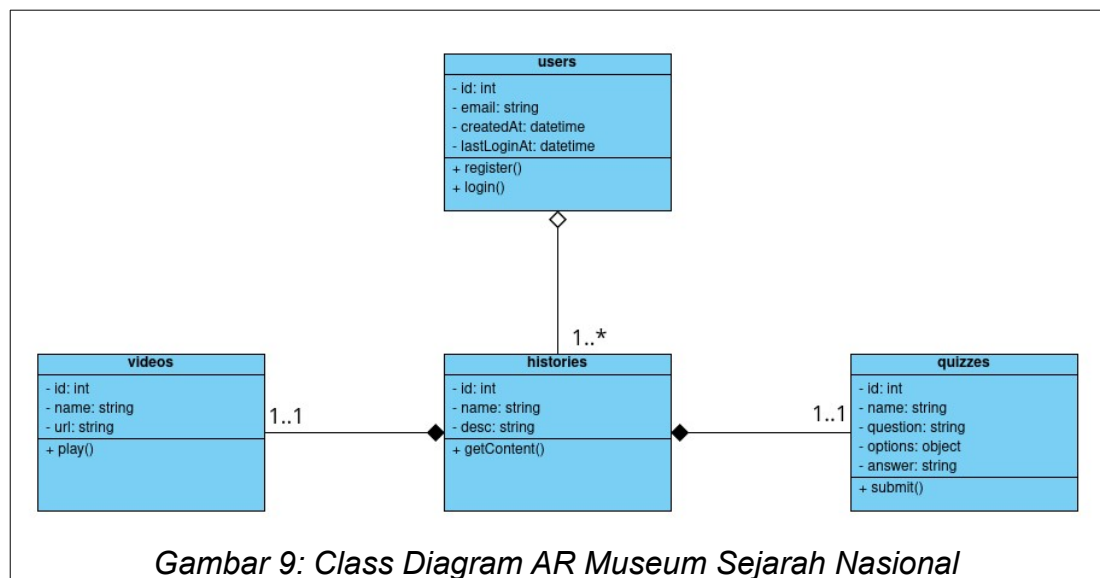 users
- id: int
- email: string
- createdAt: datetime
- lastLoginAt: datetime
+ register()
+ login()
1..*
videos
- id: int
- name: string
- url: string
+ play()
1..1
histories
- id: int
- name: string
- desc: string
+ getContent()
1..1
quizzes
- id: int
- name: string
- question: string
- options: object
- answer: string
+ submit()
Gambar 9: Class Diagram AR Museum Sejarah Nasional